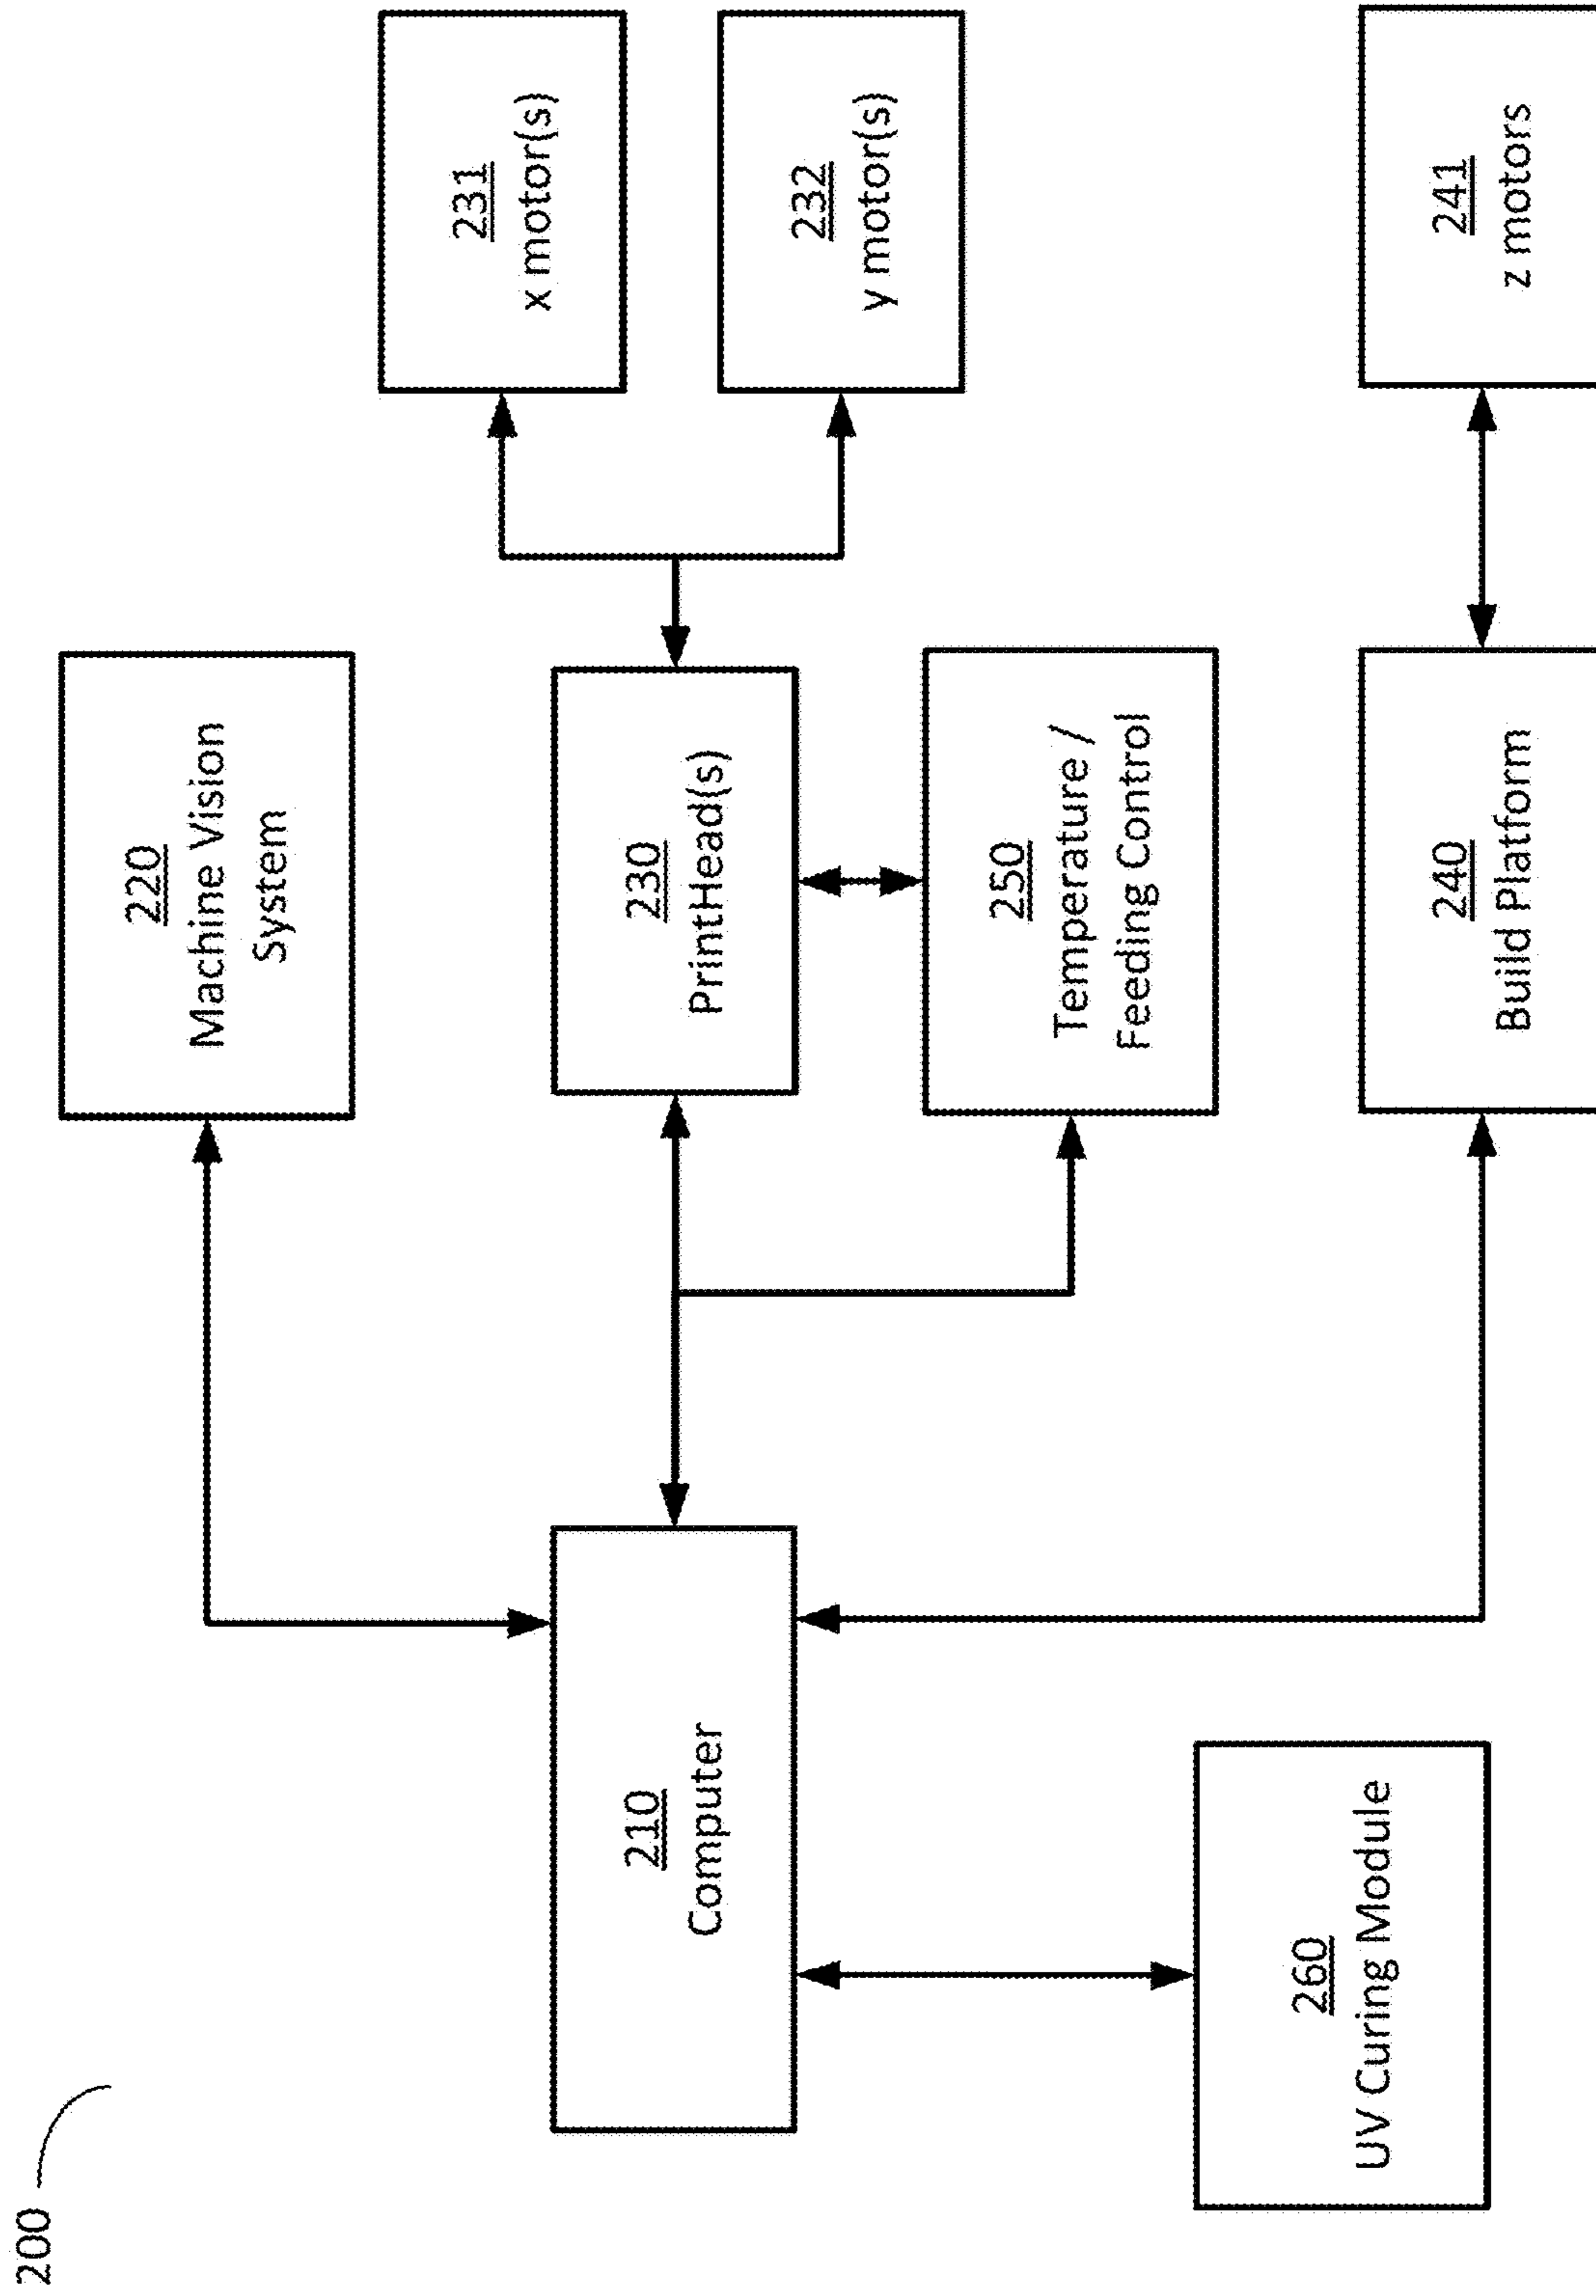 200
220
Machine Vision
System
231
x motor(s)
210
Computer
230
PrintHead(s)
232
y motor(s)
250
Temperature /
Feeding Control
260
UV Curing Module
240
Build Platform
241
z motors